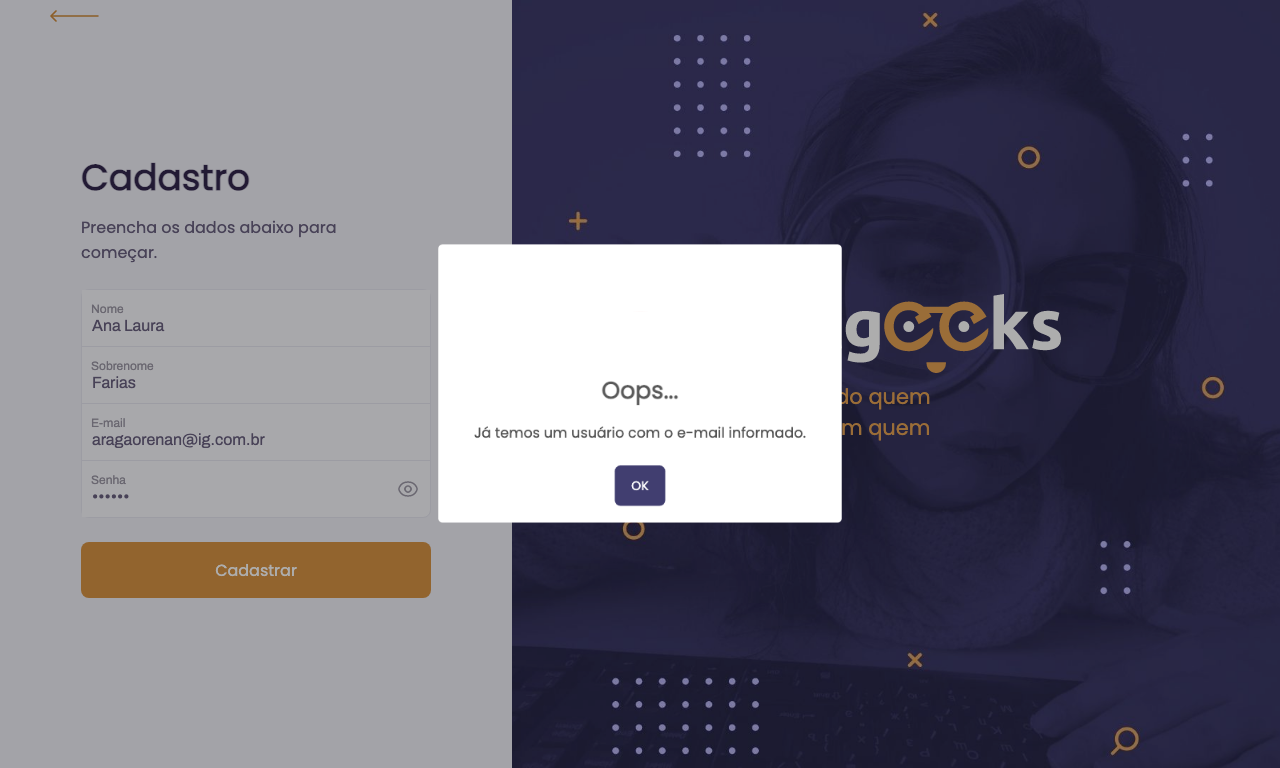 Cadastro
Preencha os dados abaixo para
começar.
Nome
Ana Laura
Sobrenome
Farias
E-mail
aragaorenan@ig.com.br
Senha
••••••
Cadastrar
Oops...
Já temos um usuário com o e-mail informado.
OK
geeks
do quem
m quem